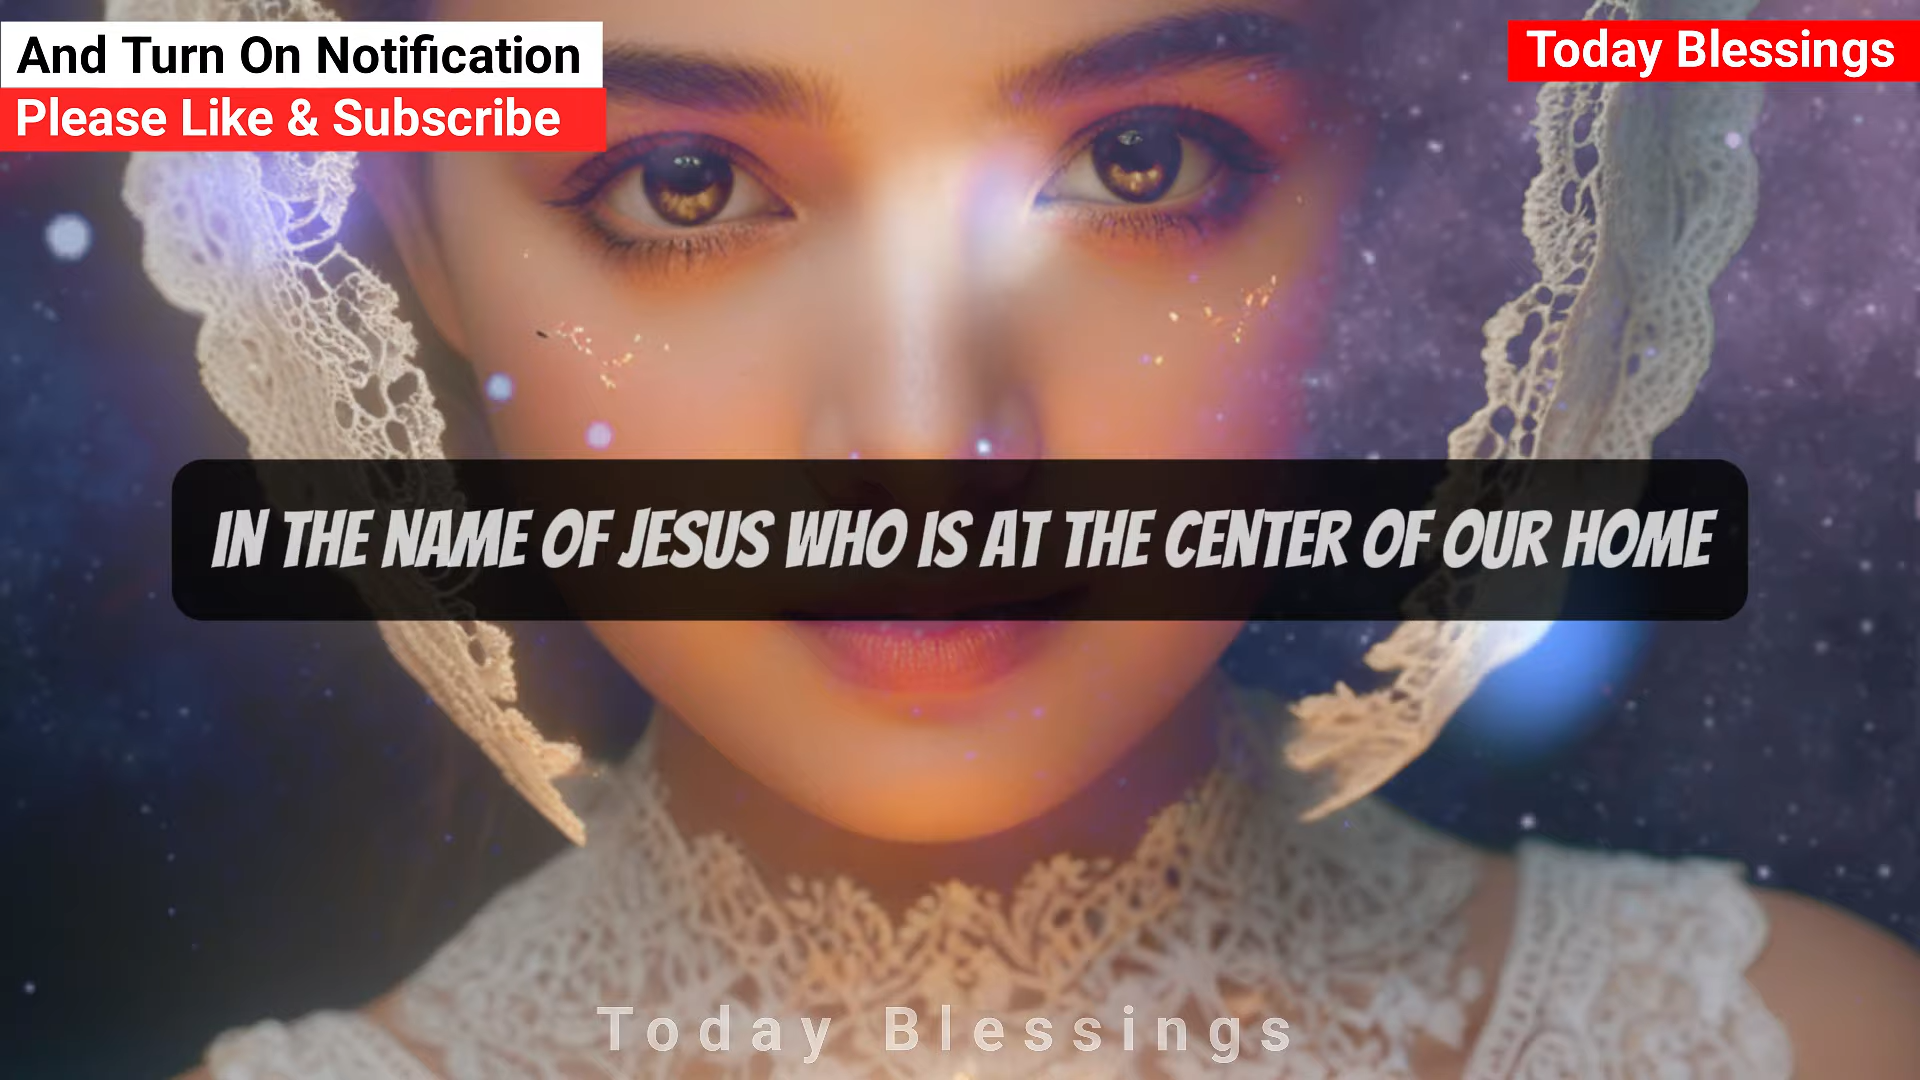 And Turn On Notification
Please Like & Subscribe
Today Blessings
IN THE NAME OF JESUS WHO IS AT THE CENTER OF OUR HOME
Today Blessings